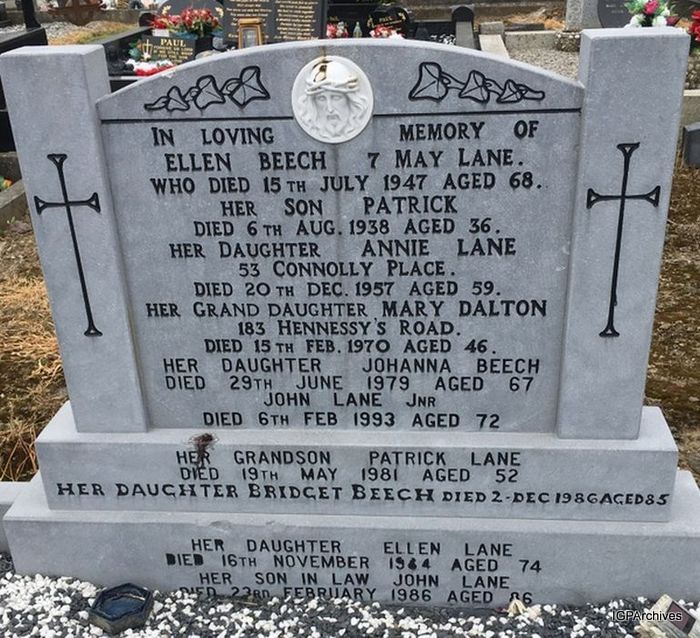 PAUL
IN LOVING MEMORY OF
ELLEN BEECH 7 MAY LANE.
WHO DIED 15TH JULY 1947 AGED 68.
HER SON PATRICK
DIED 6TH AUG. 1938 AGED 36.
HER DAUGHTER ANNIE LANE
53 CONNOLLY PLACE.
DIED 20TH DEC. 1957 AGED 59.
HER GRAND DAUGHTER MARY DALTON
183 HENNESSY'S ROAD.
DIED 15TH FEB. 1970 AGED 46.
HER DAUGHTER JOHANNA BEECH
DIED 29TH JUNE 1979 AGED 67
JOHN LANE JNR
DIED 6TH FEB 1993 AGED 72
HER GRANDSON PATRICK LANE
DIED 19TH MAY 1981 AGED 52
HER DAUGHTER BRIDGET BEECH DIED 2-DEC 1986 AGED 85
HER DAUGHTER ELLEN LANE
DIED 16TH NOVEMBER 1964 AGED 74
HER SON IN LAW JOHN LANE
DIED 23RD FEBRUARY 1986 AGED 86
IGPArchives